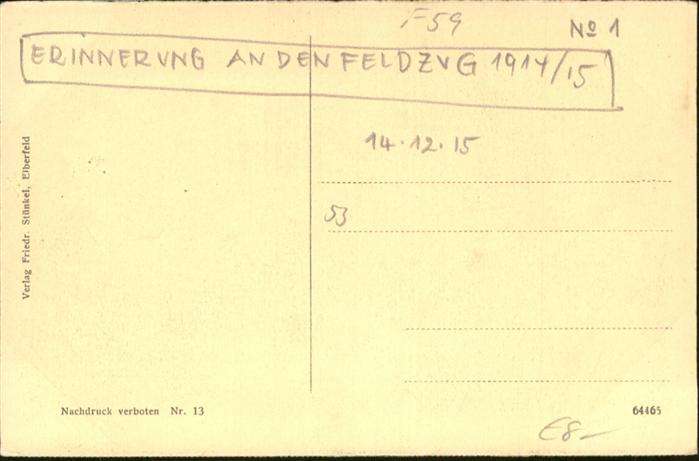 F59
No 1
ERINNERUNG AN DEN FELDZUG 1914/15
14.12.15
53
Verlag Friedr. Stünkel, Elberfeld
Nachdruck verboten Nr. 13
64465
E8-